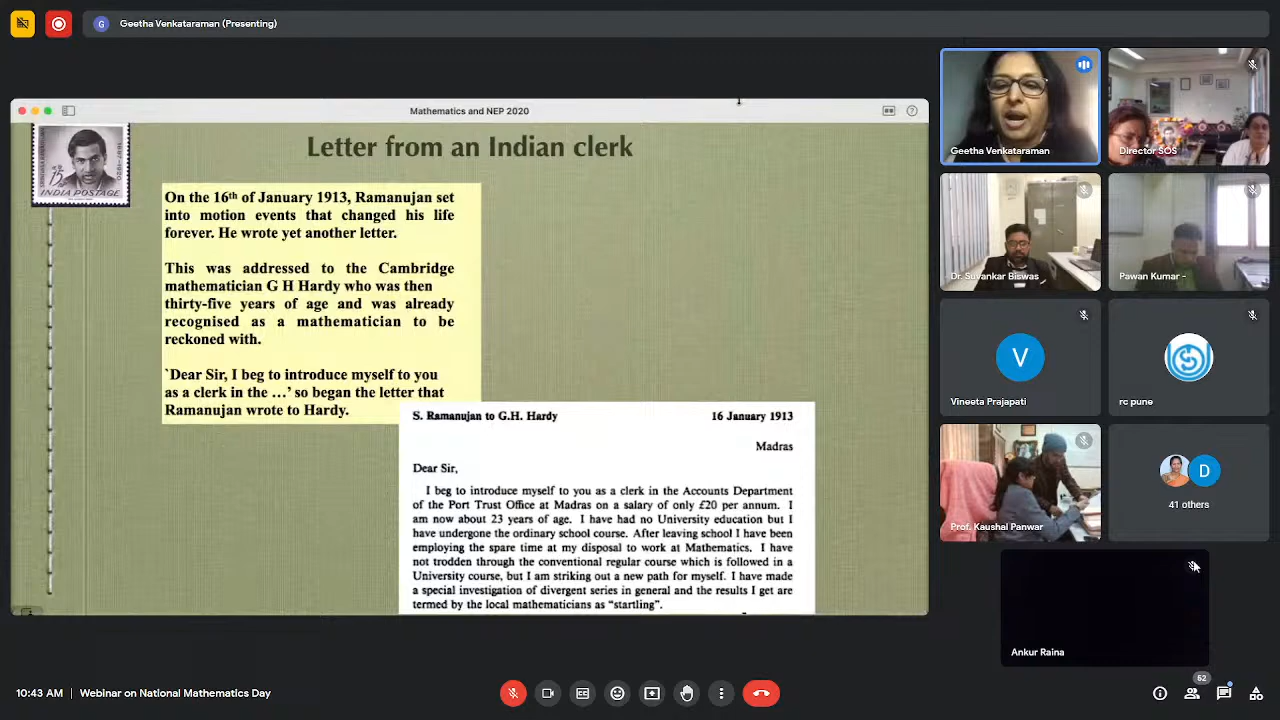 G
Geetha Venkataraman (Presenting)
Mathematics and NEP 2020
Letter from an Indian clerk
15
INDIA POSTAGE
On the 16th of January 1913, Ramanujan set
into motion events that changed his life
forever. He wrote yet another letter.
This was addressed to the Cambridge
mathematician G H Hardy who was then
thirty-five years of age and was already
recognised as a mathematician to be
reckoned with.
`Dear Sir, I beg to introduce myself to you
as a clerk in the …’ so began the letter that
Ramanujan wrote to Hardy.
S. Ramanujan to G.H. Hardy 16 January 1913
Madras
Dear Sir,
I beg to introduce myself to you as a clerk in the Accounts Department
of the Port Trust Office at Madras on a salary of only £20 per annum. I
am now about 23 years of age. I have had no University education but I
have undergone the ordinary school course. After leaving school I have been
employing the spare time at my disposal to work at Mathematics. I have
not trodden through the conventional regular course which is followed in a
University course, but I am striking out a new path for myself. I have made
a special investigation of divergent series in general and the results I get are
termed by the local mathematicians as “startling”.
Geetha Venkataraman
Director SOS
Dr. Suvankar Biswas
Pawan Kumar -
V
Vineeta Prajapati
rc pune
Prof. Kaushal Panwar
D
41 others
Ankur Raina
10:43 AM | Webinar on National Mathematics Day
52